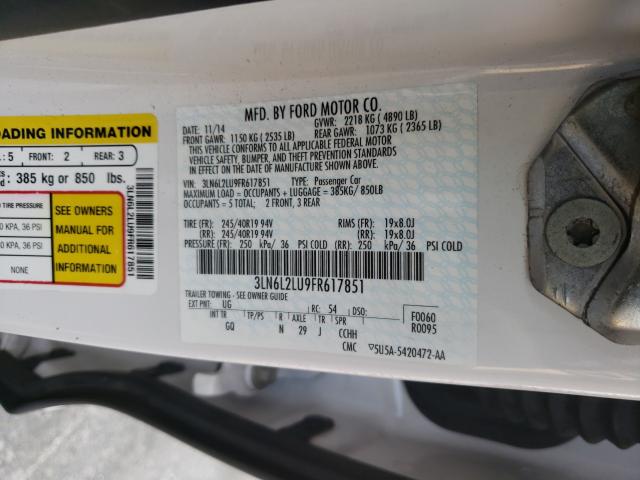 OADING INFORMATION
: 5 FRONT: 2 REAR: 3
385 kg or 850 lbs.
TIRE PRESSURE
0 KPA, 36 PSI
0 KPA, 36 PSI
NONE
SEE OWNERS
MANUAL FOR
ADDITIONAL
INFORMATION
3LN6L2LU9FR617851
MFD. BY FORD MOTOR CO.
DATE: 11/14 GVWR: 2218 KG ( 4890 LB)
FRONT GAWR: 1150 KG ( 2535 LB) REAR GAWR: 1073 KG ( 2365 LB)
THIS VEHICLE CONFORMS TO ALL APPLICABLE FEDERAL MOTOR
VEHICLE SAFETY, BUMPER, AND THEFT PREVENTION STANDARDS
IN EFFECT ON THE DATE OF MANUFACTURE SHOWN ABOVE.
VIN: 3LN6L2LU9FR617851 TYPE: Passenger Car
MAXIMUM LOAD = OCCUPANTS + LUGGAGE = 385KG/ 850LB
OCCUPANTS = 5 TOTAL; 2 FRONT, 3 REAR
TIRE (FR): 245/40R19 94V RIMS (FR): 19x8.0J
(RR): 245/40R19 94V (RR): 19x8.0J
PRESSURE (FR): 250 kPa/ 36 PSI COLD (RR): 250 kPa/ 36 PSI COLD
3LN6L2LU9FR617851
TRAILER TOWING - SEE OWNER GUIDE
EXT PNT: UG RC: 54 DSO: F0060
INT TR TP/PS R AXLE TR SPR R0095
GQ N 29 J CCHH
CMC ▽5U5A-5420472-AA